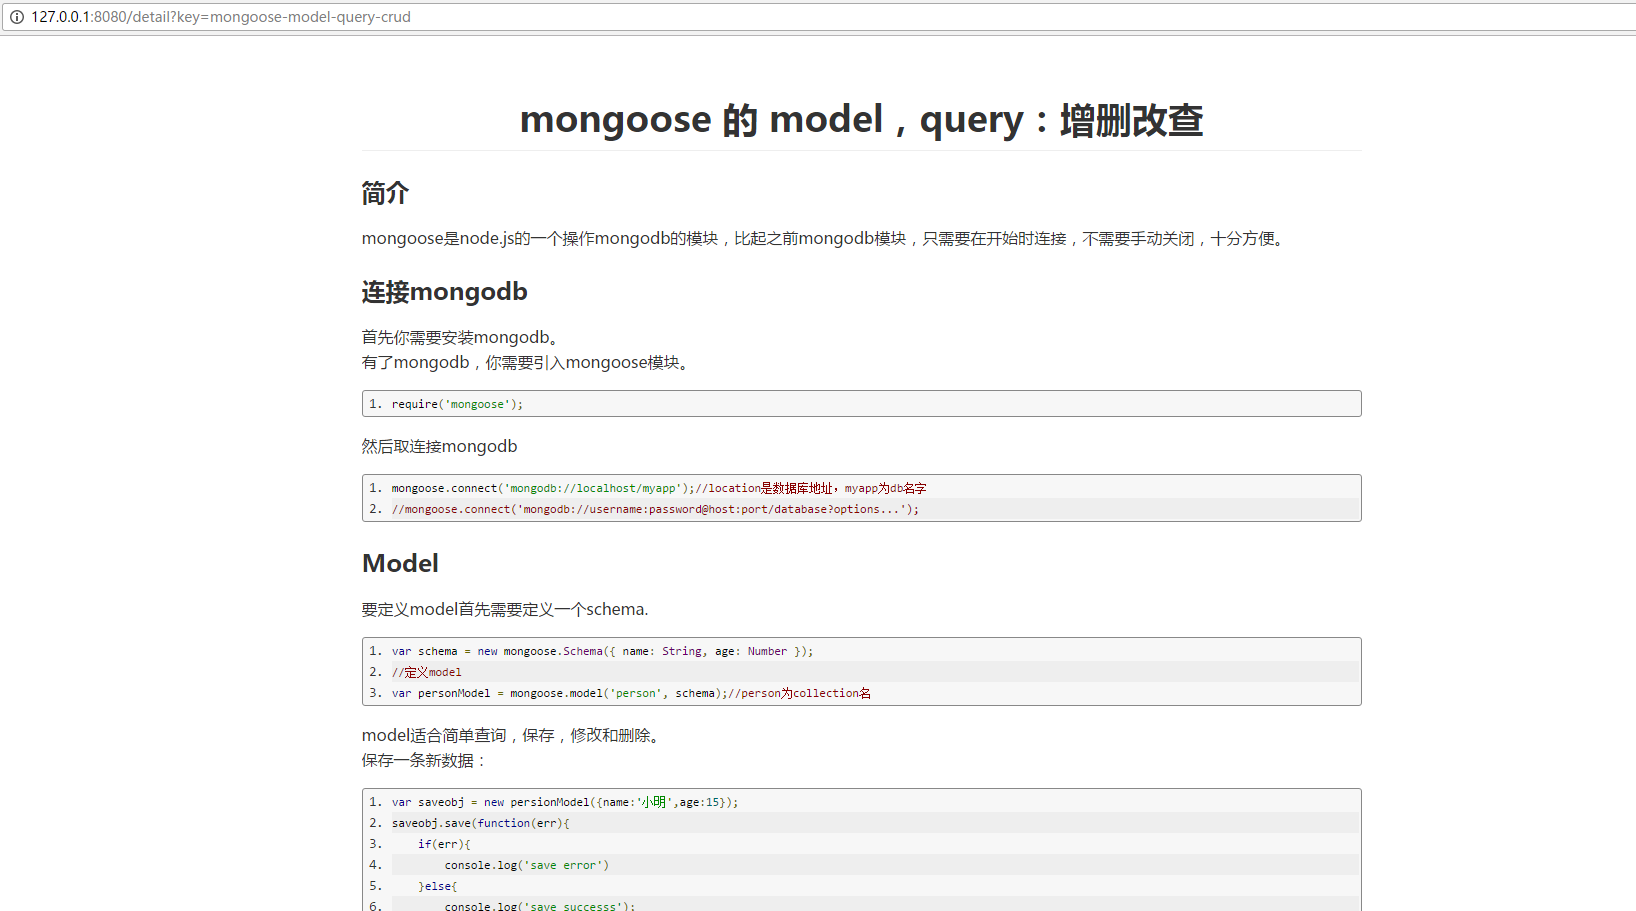 127.0.0.1:8080/detail?key=mongoose-model-query-crud
mongoose 的 model，query：增删改查
简介
mongoose是node.js的一个操作mongodb的模块，比起之前mongodb模块，只需要在开始时连接，不需要手动关闭，十分方便。
连接mongodb
首先你需要安装mongodb。
有了mongodb，你需要引入mongoose模块。
1. require('mongoose');
然后取连接mongodb
1. mongoose.connect('mongodb://localhost/myapp');//location是数据库地址，myapp为db名字
2. //mongoose.connect('mongodb://username:password@host:port/database?options...');
Model
要定义model首先需要定义一个schema.
1. var schema = new mongoose.Schema({ name: String, age: Number });
2. //定义model
3. var personModel = mongoose.model('person', schema);//person为collection名
model适合简单查询，保存，修改和删除。
保存一条新数据：
1. var saveobj = new persionModel({name:'小明',age:15});
2. saveobj.save(function(err){
3.     if(err){
4.         console.log('save error')
5.     }else{
6.         console.log('save successs');